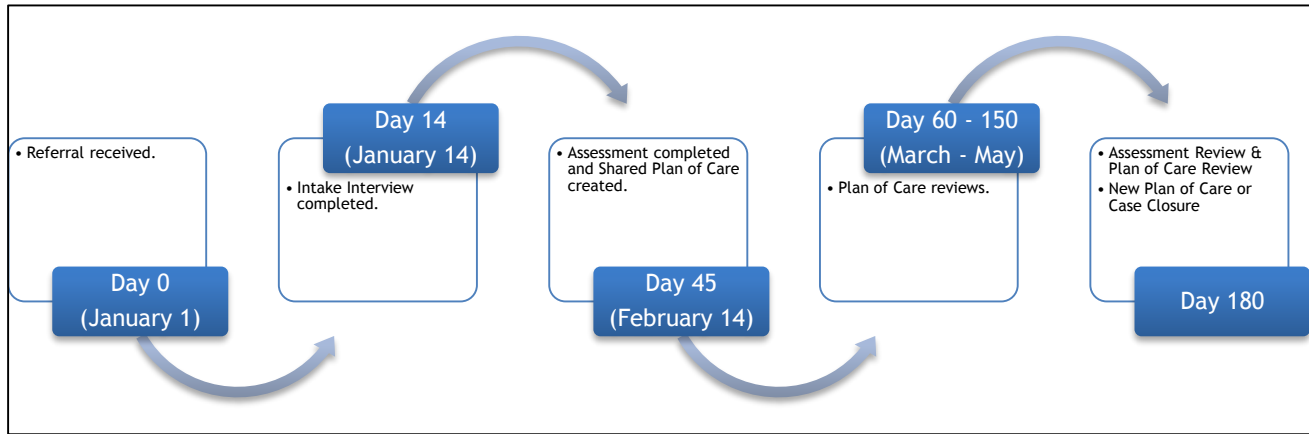 • Referral received.
Day 0
(January 1)
Day 14
(January 14)
• Intake Interview
completed.
• Assessment completed
and Shared Plan of Care
created.
Day 45
(February 14)
Day 60 - 150
(March - May)
• Plan of Care reviews.
• Assessment Review &
Plan of Care Review
• New Plan of Care or
Case Closure
Day 180